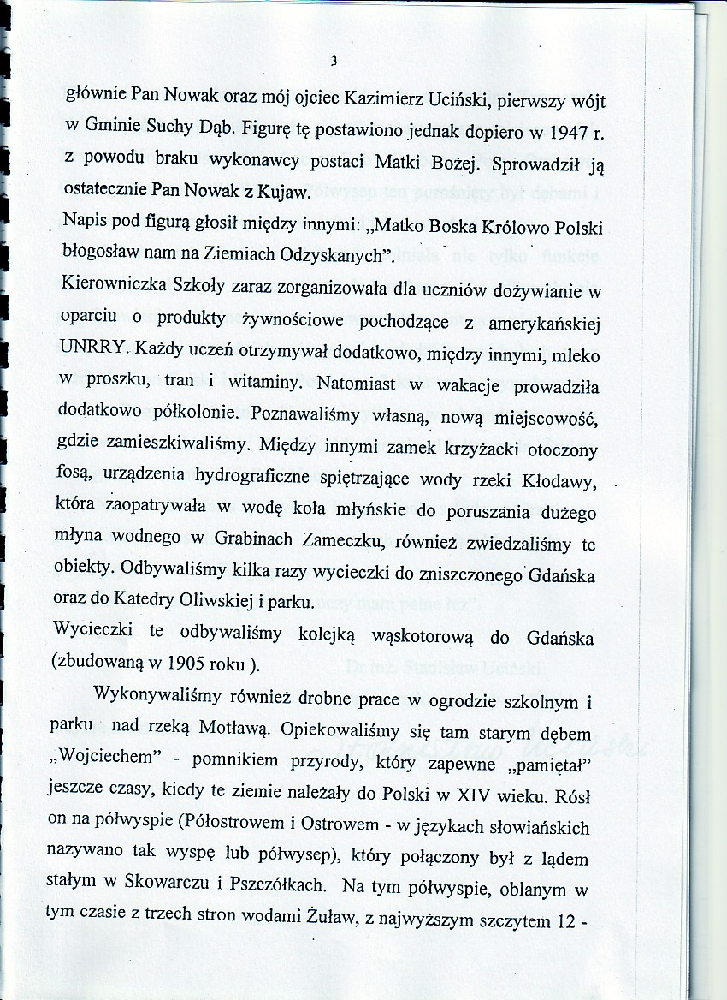 3
głównie Pan Nowak oraz mój ojciec Kazimierz Uciński, pierwszy wójt
w Gminie Suchy Dąb. Figurę tę postawiono jednak dopiero w 1947 r.
z powodu braku wykonawcy postaci Matki Bożej. Sprowadził ją
ostatecznie Pan Nowak z Kujaw.
Napis pod figurą głosił między innymi: „Matko Boska Królowo Polski
błogosław nam na Ziemiach Odzyskanych”.
Kierowniczka Szkoły zaraz zorganizowała dla uczniów dożywianie w
oparciu o produkty żywnościowe pochodzące z amerykańskiej
UNRRY. Każdy uczeń otrzymywał dodatkowo, między innymi, mleko
w proszku, tran i witaminy. Natomiast w wakacje prowadziła
dodatkowo półkolonie. Poznawaliśmy własną, nową miejscowość,
gdzie zamieszkiwaliśmy. Między innymi zamek krzyżacki otoczony
fosą, urządzenia hydrograficzne spiętrzające wody rzeki Kłodawy,
która zaopatrywała w wodę koła młyńskie do poruszania dużego
młyna wodnego w Grabinach Zameczku, również zwiedzaliśmy te
obiekty. Odbywaliśmy kilka razy wycieczki do zniszczonego Gdańska
oraz do Katedry Oliwskiej i parku.
Wycieczki te odbywaliśmy kolejką wąskotorową do Gdańska
(zbudowaną w 1905 roku ).
Wykonywaliśmy również drobne prace w ogrodzie szkolnym i
parku nad rzeką Motławą. Opiekowaliśmy się tam starym dębem
„Wojciechem” - pomnikiem przyrody, który zapewne „pamiętał”
jeszcze czasy, kiedy te ziemie należały do Polski w XIV wieku. Rósł
on na półwyspie (Półostrowem i Ostrowem - w językach słowiańskich
nazywano tak wyspę lub półwysep), który połączony był z lądem
stałym w Skowarczu i Pszczółkach. Na tym półwyspie, oblanym w
tym czasie z trzech stron wodami Żuław, z najwyższym szczytem 12 -